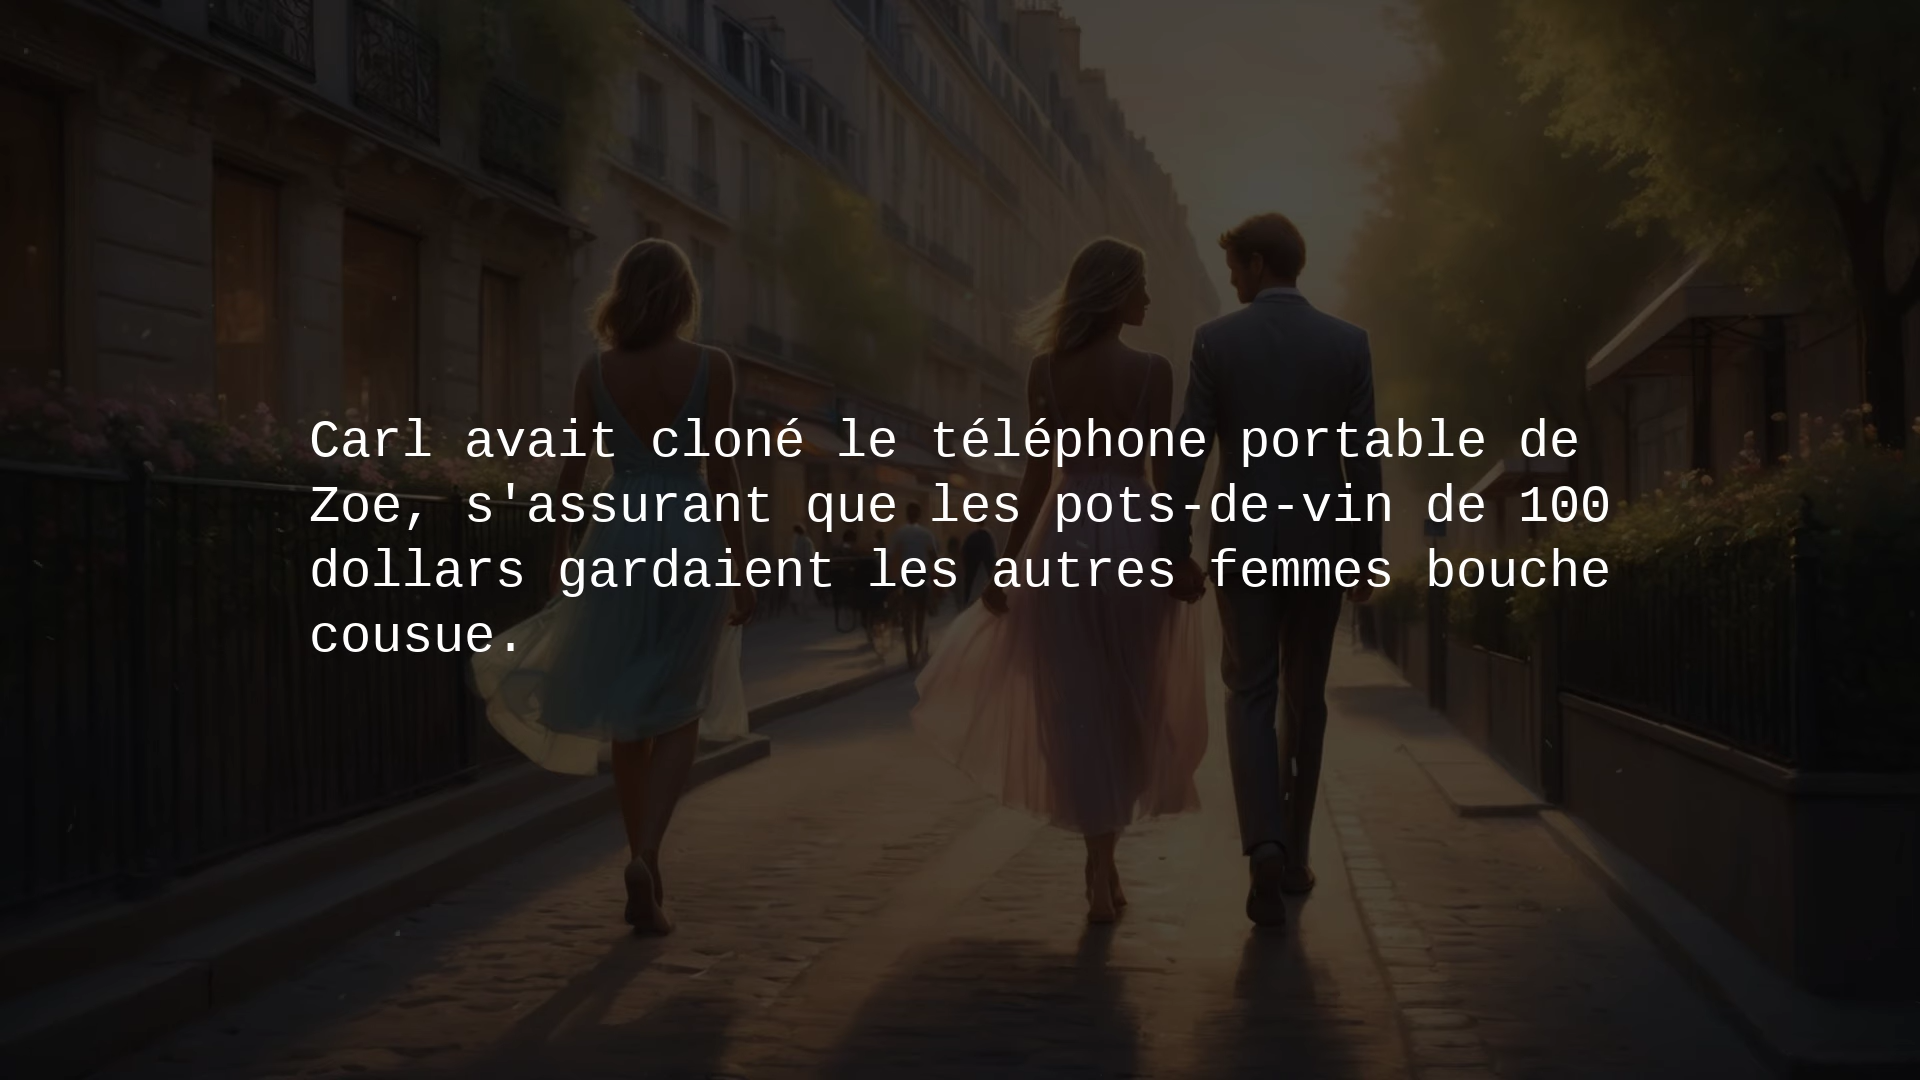 Carl avait cloné le téléphone portable de
Zoe, s'assurant que les pots-de-vin de 100
dollars gardaient les autres femmes bouche
cousue.